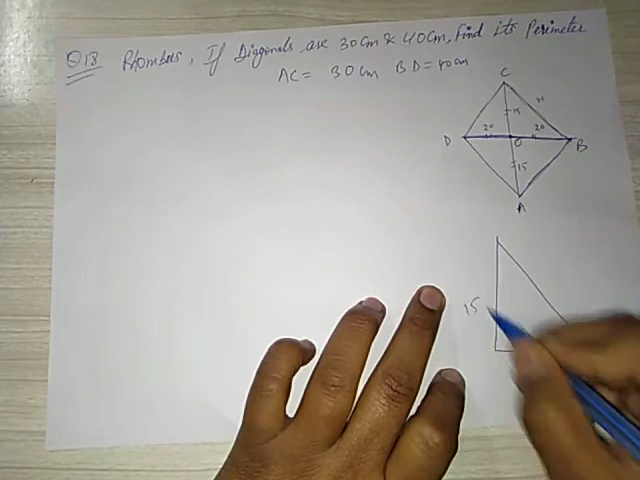 Q18 Rhombus, If Diagonals are 30cm & 40cm, Find its Perimeter
AC = 30cm BD = 40cm
C
15
H
20
20
D
O
B
15
A
15